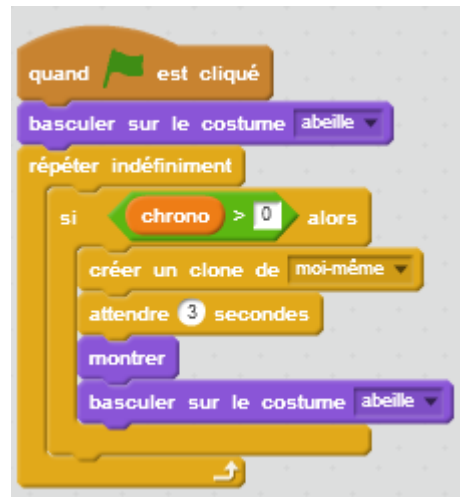 quand est cliqué
basculer sur le costume abeille
répéter indéfiniment
si chrono > 0 alors
créer un clone de moi-même
attendre 3 secondes
montrer
basculer sur le costume abeille